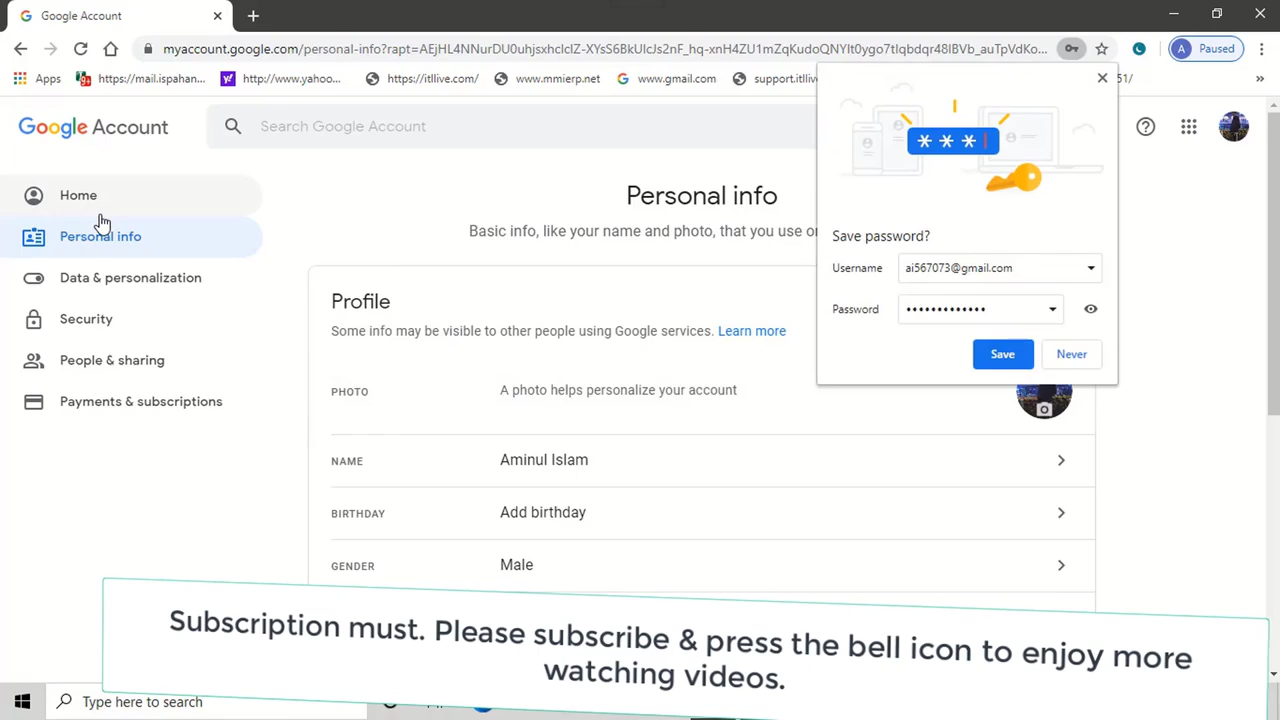 Google Account
myaccount.google.com/personal-info?rapt=AEjHL4NNurDU0uhjsxhclclZ-XYsS6BkUlcJs2nF_hq-xnH4ZU1mZqKudoQNYlt0ygo7tIqbdqr48lBVb_auTpVdKo...
A Paused
Apps
https://mail.ispahan...
http://www.yahoo...
https://itllive.com/
www.mmierp.net
www.gmail.com
support.itlliv
51/
»
Google Account
Search Google Account
Home
Personal info
Data & personalization
Security
People & sharing
Payments & subscriptions
Personal info
Basic info, like your name and photo, that you use on
Profile
Some info may be visible to other people using Google services. Learn more
PHOTO A photo helps personalize your account
NAME Aminul Islam
BIRTHDAY Add birthday
GENDER Male
* * *
Save password?
Username ai567073@gmail.com
Password •••••••••••••
Save Never
Subscription must. Please subscribe & press the bell icon to enjoy more
watching videos.
Type here to search